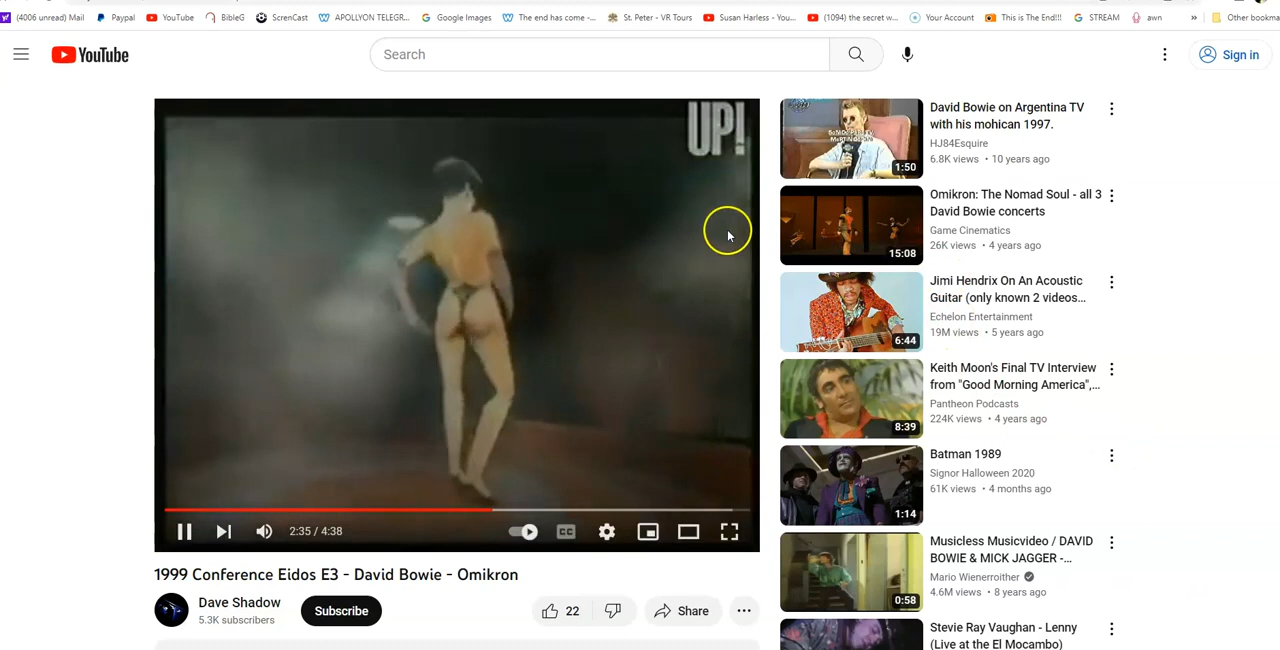 (4006 unread) Mail
Paypal
YouTube
BibleG
ScrenCast
APOLLYON TELEGR...
Google Images
The end has come -...
St. Peter - VR Tours
Susan Harless - You...
(1094) the secret w...
Your Account
This is The End!!!
STREAM
awn
»
Other bookma
YouTube
Search
Sign in
UP!
2:35 / 4:38
CC
1999 Conference Eidos E3 - David Bowie - Omikron
Dave Shadow
5.3K subscribers
Subscribe
22
Share
1:50
David Bowie on Argentina TV
with his mohican 1997.
HJ84Esquire
6.8K views • 10 years ago
15:08
Omikron: The Nomad Soul - all 3
David Bowie concerts
Game Cinematics
26K views • 4 years ago
6:44
Jimi Hendrix On An Acoustic
Guitar (only known 2 videos...
Echelon Entertainment
19M views • 5 years ago
8:39
Keith Moon's Final TV Interview
from "Good Morning America",...
Pantheon Podcasts
224K views • 4 years ago
1:14
Batman 1989
Signor Halloween 2020
61K views • 4 months ago
0:58
Musicless Musicvideo / DAVID
BOWIE & MICK JAGGER -...
Mario Wienerroither
4.6M views • 8 years ago
Stevie Ray Vaughan - Lenny
(Live at the El Mocambo)